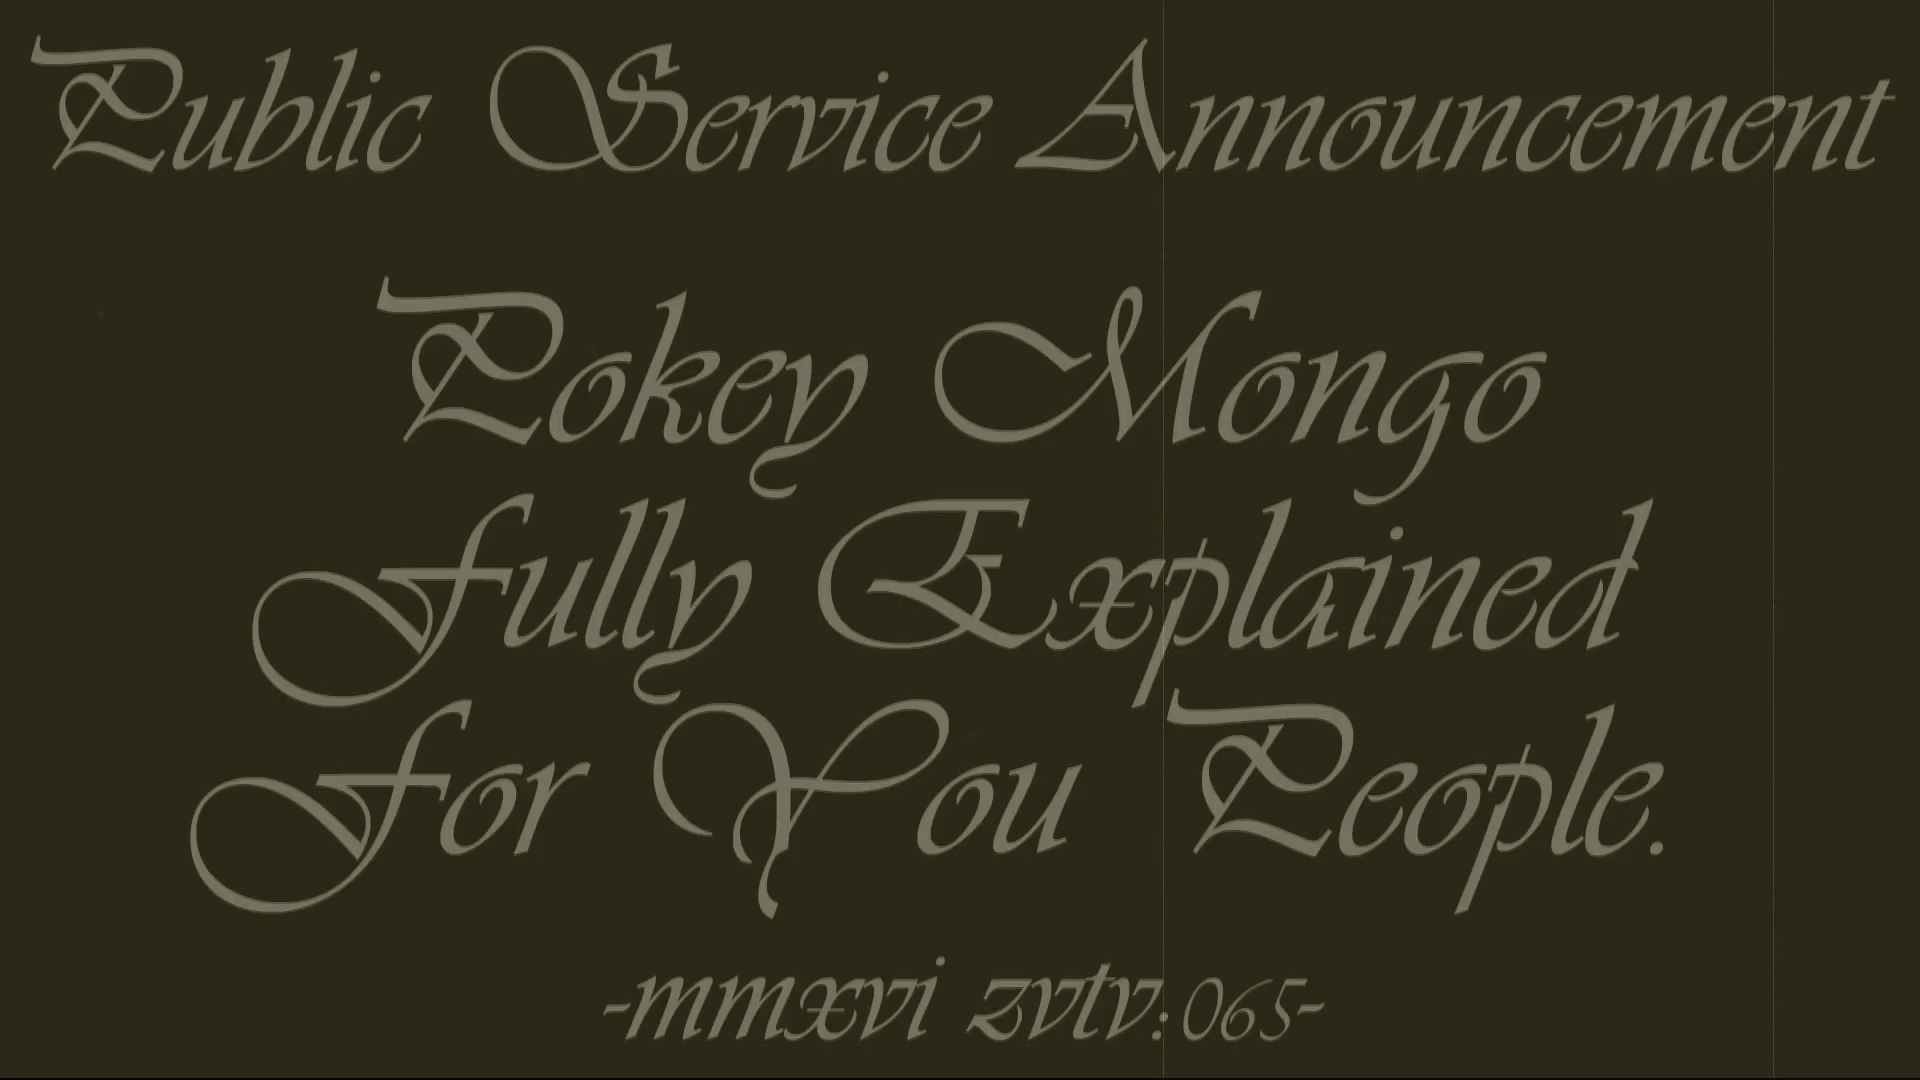 Public Service Announcement
Pokey Mongo
Fully Explained
For You People.
-mmxvi zvtv:065-